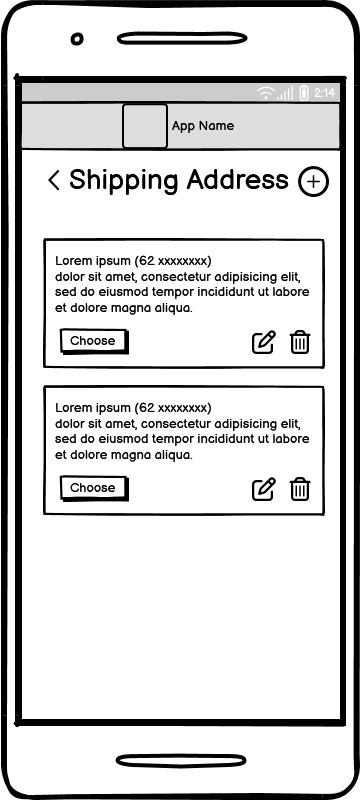 2:14
App Name
Shipping Address
Lorem ipsum (62 xxxxxxxx)
dolor sit amet, consectetur adipisicing elit,
sed do eiusmod tempor incididunt ut labore
et dolore magna aliqua.
Choose
Lorem ipsum (62 xxxxxxxx)
dolor sit amet, consectetur adipisicing elit,
sed do eiusmod tempor incididunt ut labore
et dolore magna aliqua.
Choose